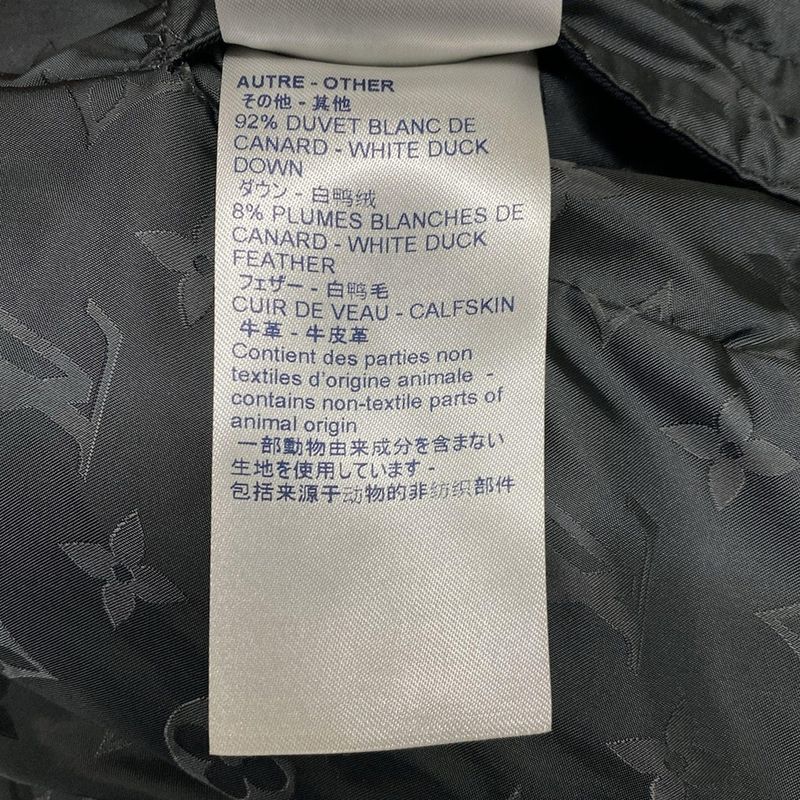 AUTRE - OTHER
その他 - 其他
92% DUVET BLANC DE
CANARD - WHITE DUCK
DOWN
ダウン - 白鸭绒
8% PLUMES BLANCHES DE
CANARD - WHITE DUCK
FEATHER
フェザー - 白鸭毛
CUIR DE VEAU - CALFSKIN
牛革 - 牛皮革
Contient des parties non
textiles d'origine animale -
contains non-textile parts of
animal origin
一部動物由来成分を含まない
生地を使用しています -
包括来源于动物的非纺织部件